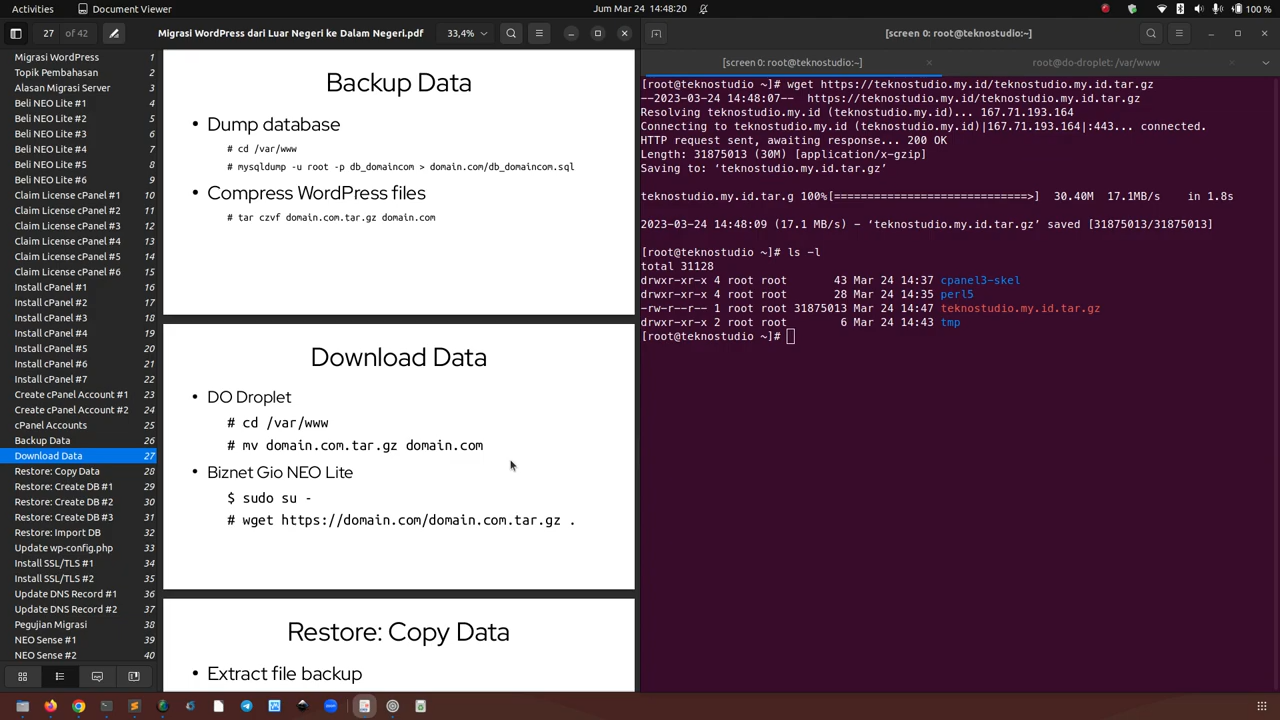 Activities
Document Viewer
Jum Mar 24 14:48:20
100 %
27
of 42
Migrasi WordPress dari Luar Negeri ke Dalam Negeri.pdf
33,4%
[screen 0: root@teknostudio:~]
Migrasi WordPress 1
Topik Pembahasan 2
Alasan Migrasi Server 3
Beli NEO Lite #1 4
Beli NEO Lite #2 5
Beli NEO Lite #3 6
Beli NEO Lite #4 7
Beli NEO Lite #5 8
Beli NEO Lite #6 9
Claim License cPanel #1 10
Claim License cPanel #2 11
Claim License cPanel #3 12
Claim License cPanel #4 13
Claim License cPanel #5 14
Claim License cPanel #6 15
Install cPanel #1 16
Install cPanel #2 17
Install cPanel #3 18
Install cPanel #4 19
Install cPanel #5 20
Install cPanel #6 21
Install cPanel #7 22
Create cPanel Account #1 23
Create cPanel Account #2 24
cPanel Accounts 25
Backup Data 26
Download Data 27
Restore: Copy Data 28
Restore: Create DB #1 29
Restore: Create DB #2 30
Restore: Create DB #3 31
Restore: Import DB 32
Update wp-config.php 33
Install SSL/TLS #1 34
Install SSL/TLS #2 35
Update DNS Record #1 36
Update DNS Record #2 37
Pegujian Migrasi 38
NEO Sense #1 39
NEO Sense #2 40
Backup Data
• Dump database
# cd /var/www
# mysqldump -u root -p db_domaincom > domain.com/db_domaincom.sql
• Compress WordPress files
# tar czvf domain.com.tar.gz domain.com
Download Data
• DO Droplet
# cd /var/www
# mv domain.com.tar.gz domain.com
• Biznet Gio NEO Lite
$ sudo su -
# wget https://domain.com/domain.com.tar.gz .
Restore: Copy Data
• Extract file backup
[screen 0: root@teknostudio:~]
root@do-droplet: /var/www
[root@teknostudio ~]# wget https://teknostudio.my.id/teknostudio.my.id.tar.gz
--2023-03-24 14:48:07-- https://teknostudio.my.id/teknostudio.my.id.tar.gz
Resolving teknostudio.my.id (teknostudio.my.id)... 167.71.193.164
Connecting to teknostudio.my.id (teknostudio.my.id)|167.71.193.164|:443... connected.
HTTP request sent, awaiting response... 200 OK
Length: 31875013 (30M) [application/x-gzip]
Saving to: ‘teknostudio.my.id.tar.gz’
teknostudio.my.id.tar.g 100%[============================>] 30.40M 17.1MB/s in 1.8s
2023-03-24 14:48:09 (17.1 MB/s) - ‘teknostudio.my.id.tar.gz’ saved [31875013/31875013]
[root@teknostudio ~]# ls -l
total 31128
drwxr-xr-x 4 root root 43 Mar 24 14:37 cpanel3-skel
drwxr-xr-x 4 root root 28 Mar 24 14:35 perl5
-rw-r--r-- 1 root root 31875013 Mar 24 14:47 teknostudio.my.id.tar.gz
drwxr-xr-x 2 root root 6 Mar 24 14:43 tmp
[root@teknostudio ~]#